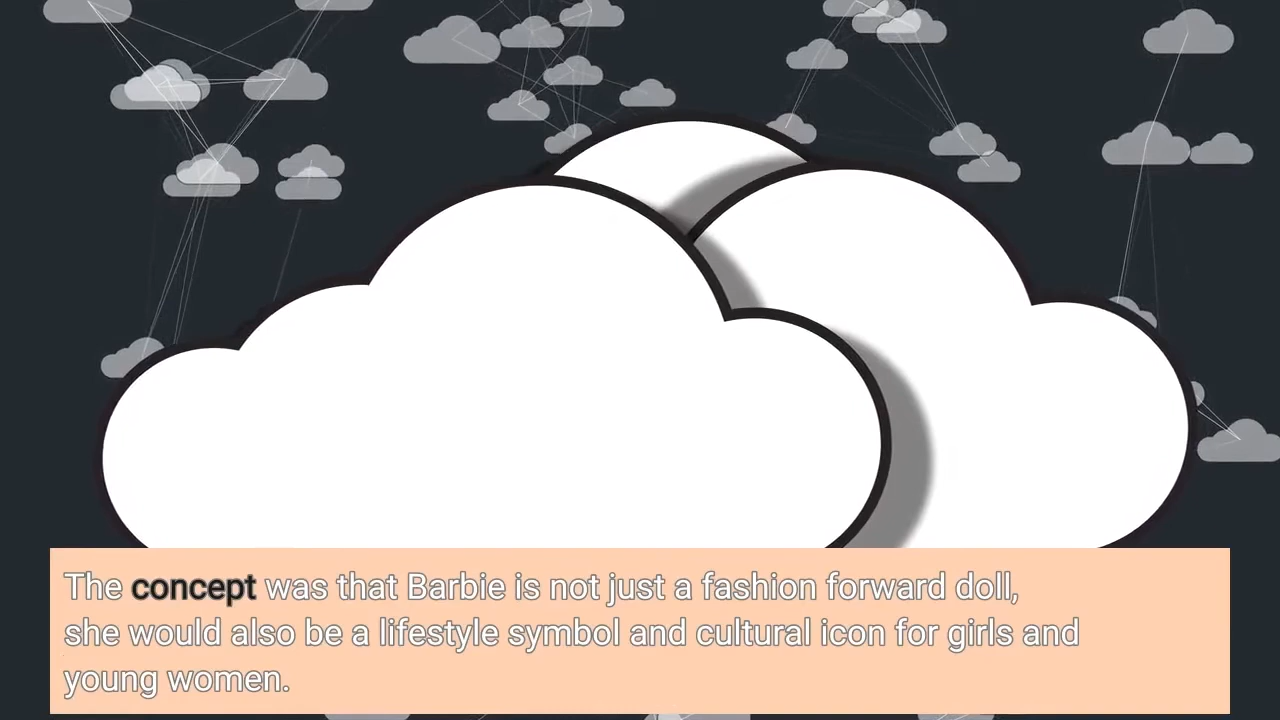 The concept was that Barbie is not just a fashion forward doll,
she would also be a lifestyle symbol and cultural icon for girls and
young women.